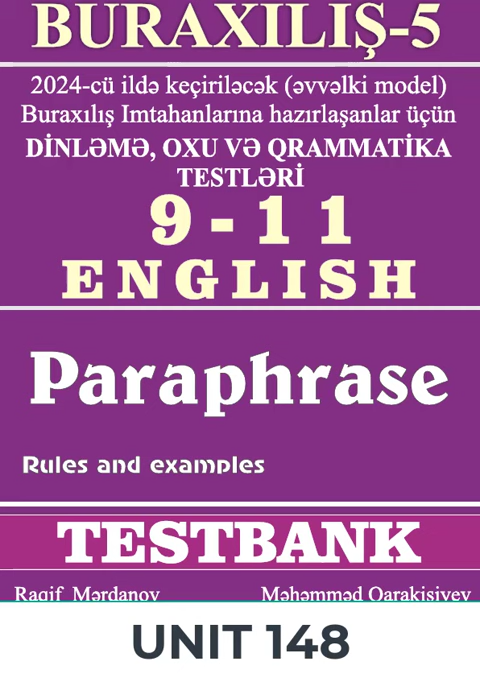 BURAXILIŞ-5
2024-cü ildə keçiriləcək (əvvəlki model)
Buraxılış Imtahanlarına hazırlaşanlar üçün
DİNLƏMƏ, OXU VƏ QRAMMATİKA
TESTLƏRİ
9 - 11
ENGLISH
Paraphrase
Rules and examples
TESTBANK
Raqif Mərdanov Məhəmməd Qarakişiyev
UNIT 148